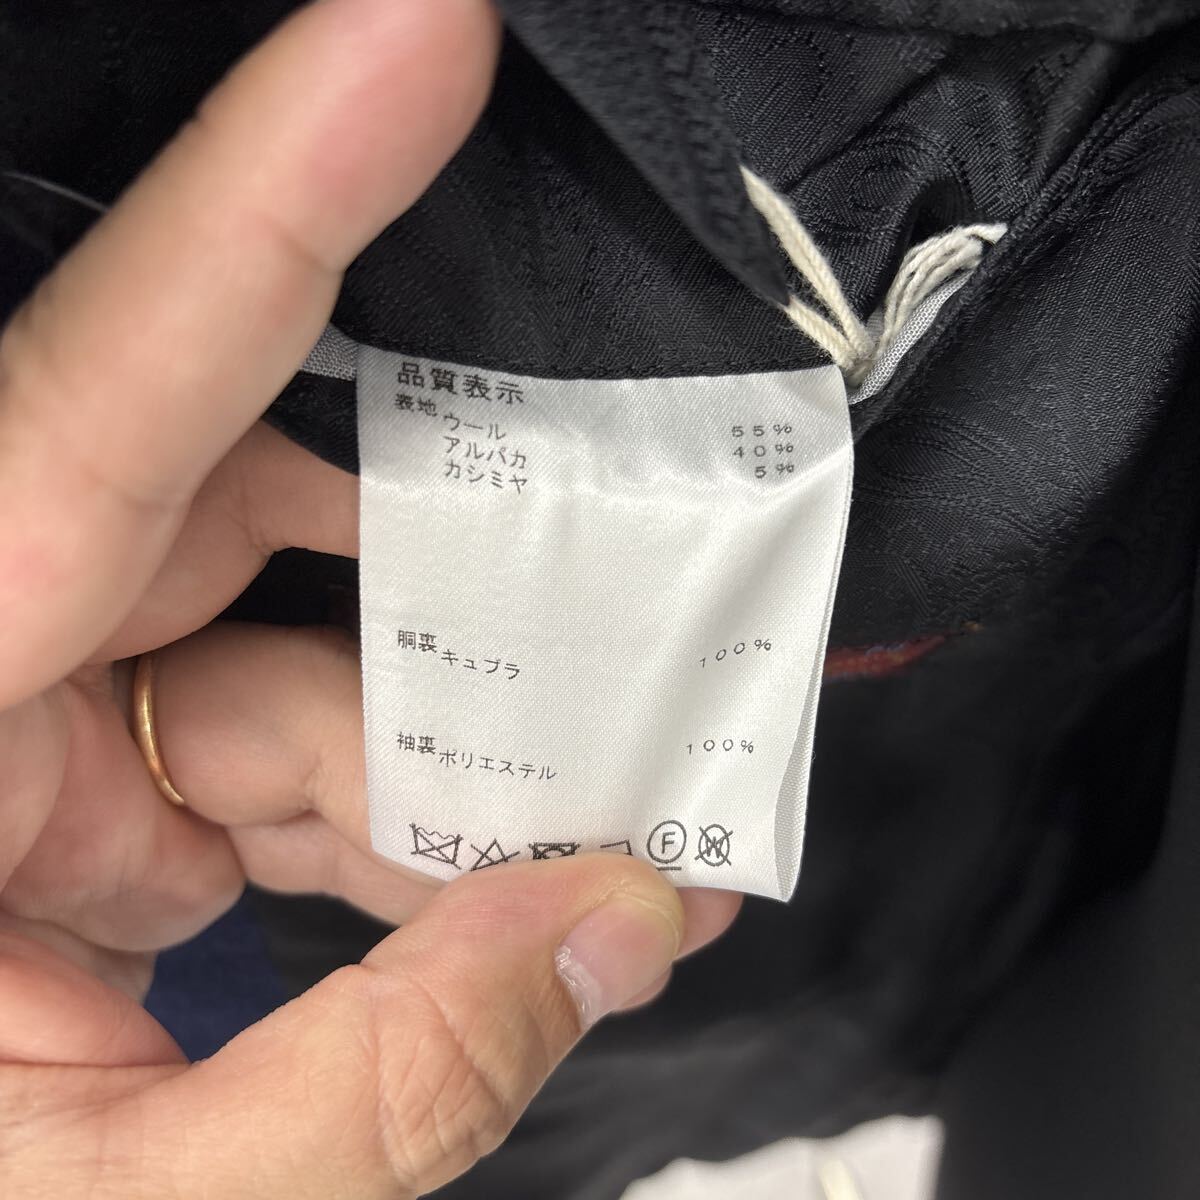 品質表示
表地 ウール 55%
アルパカ 40%
カシミヤ 5%
胴裏 キュプラ 100%
袖裏 ポリエステル 100%
F W